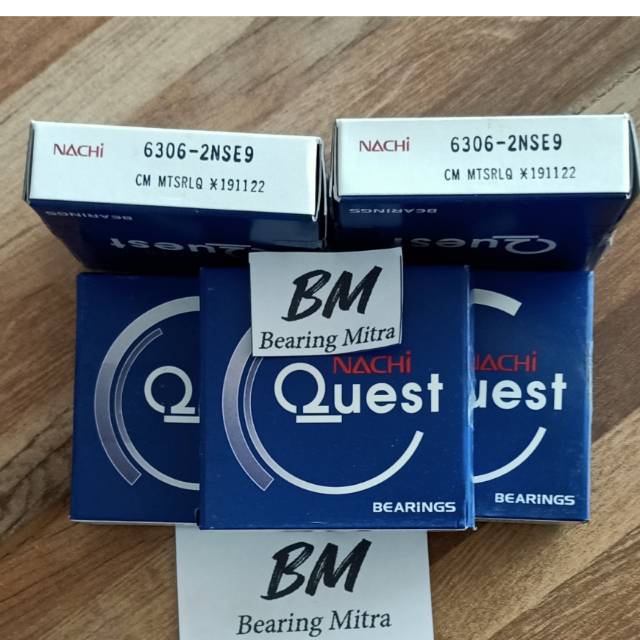 NACHi 6306-2NSE9
CM MTSRLQ ⚹191122
BEARINGS
Quest
NACHi 6306-2NSE9
CM MTSRLQ ⚹191122
BEARINGS
Quest
BM
Bearing Mitra
NACHi
Quest
BEARINGS
NACHi
uest
BEARINGS
BM
Bearing Mitra